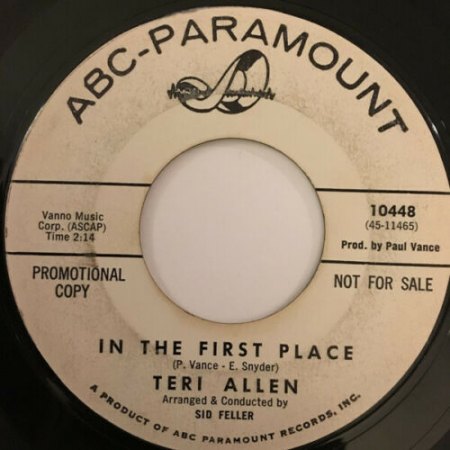 ABC-PARAMOUNT
Vanno Music
Corp. (ASCAP)
Time 2:14
10448
(45-11465)
Prod. by Paul Vance
PROMOTIONAL
COPY
NOT FOR SALE
IN THE FIRST PLACE
(P. Vance - E. Snyder)
TERI ALLEN
Arranged & Conducted by
SID FELLER
A PRODUCT OF ABC PARAMOUNT RECORDS, INC.